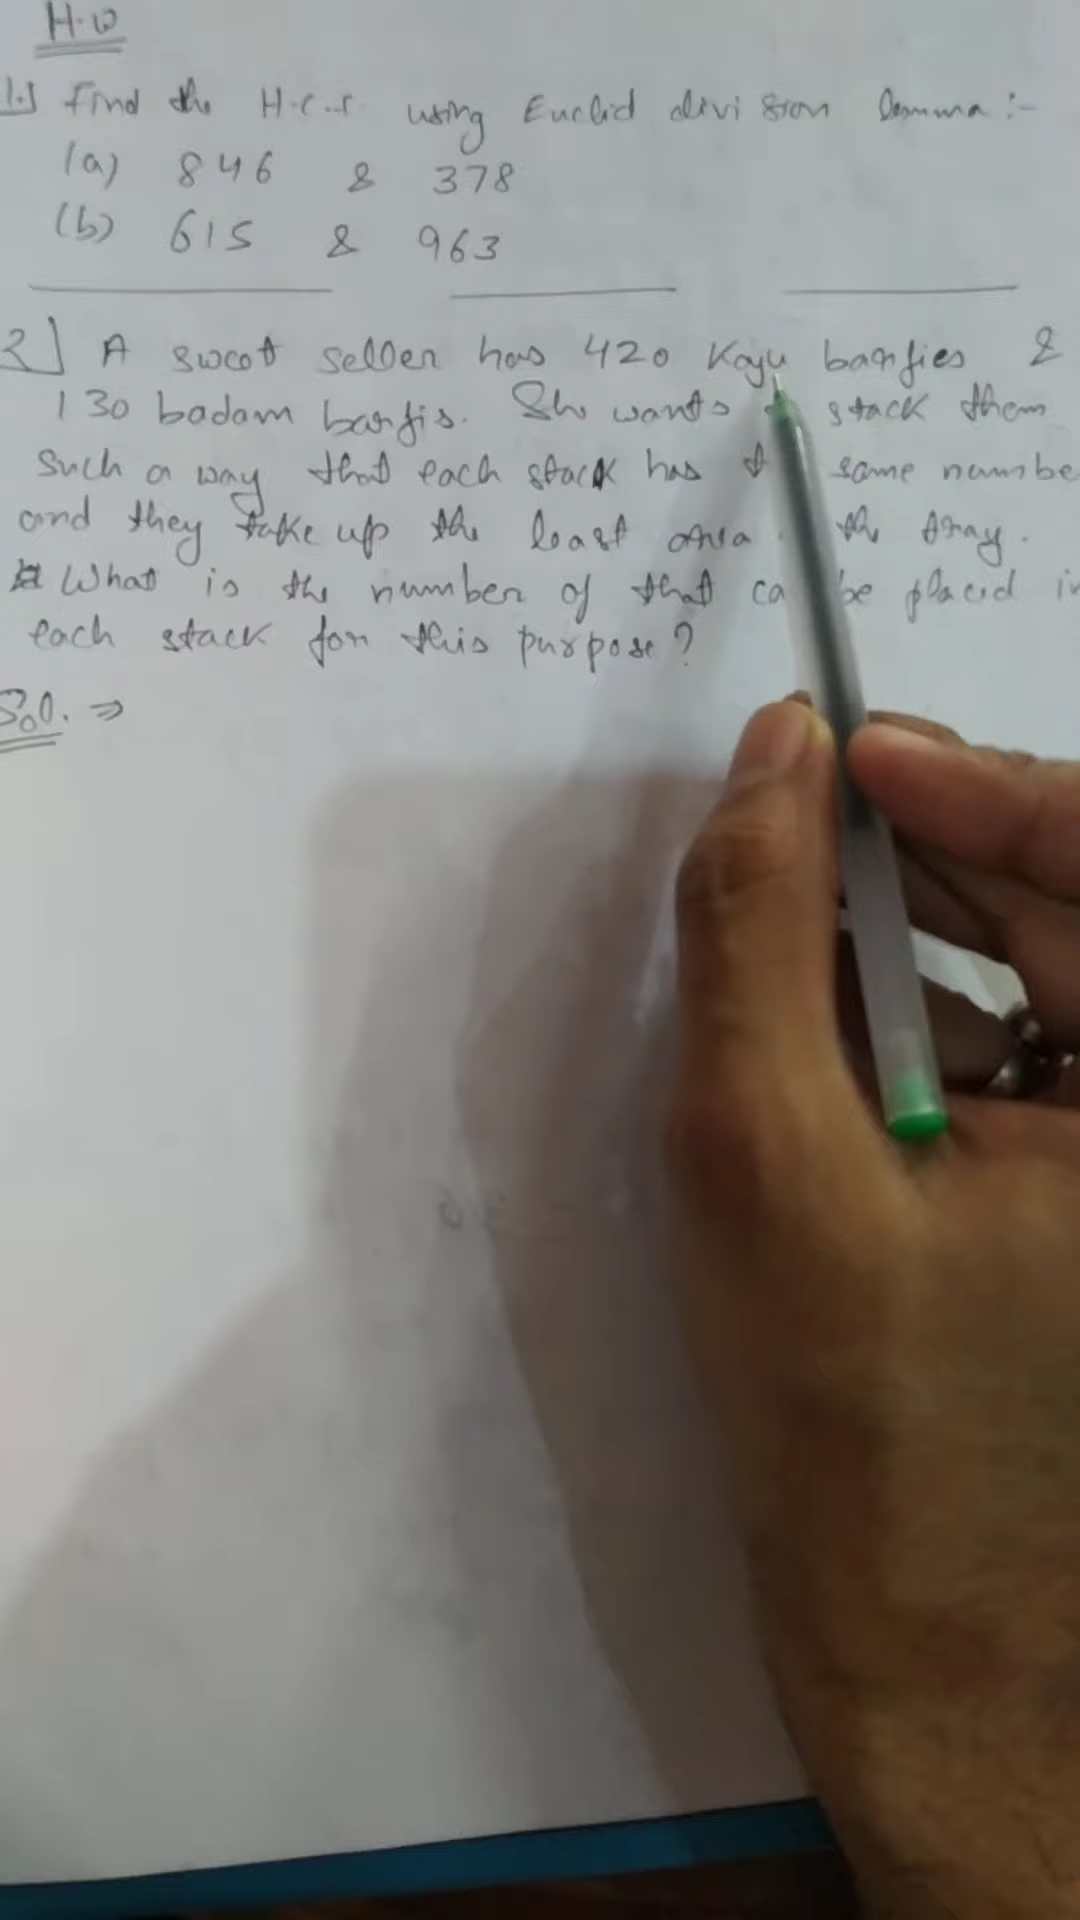 H.W
1.] Find the H.C.F using Euclid division lemma :-
(a) 846 & 378
(b) 615 & 963
2] A sweet seller has 420 Kaju barfies &
130 badam barfis. She wants stack them
such a way that each stack has same numbe
and they take up the least area the tray.
What is the number of that ca be placed in
each stack for this purpose?
Sol. ⇒